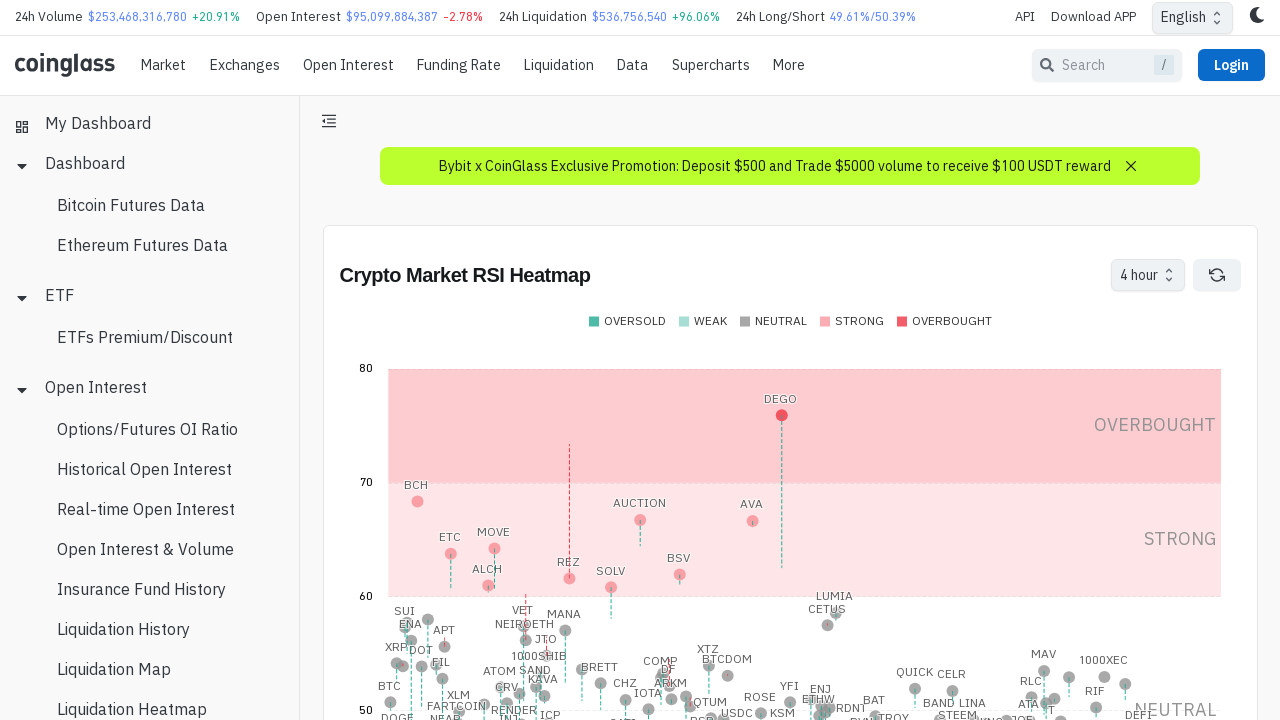 24h Volume $253,468,316,780 +20.91% Open Interest $95,099,884,387 -2.78% 24h Liquidation $536,756,540 +96.06% 24h Long/Short 49.61%/50.39% API Download APP English
coinglass Market Exchanges Open Interest Funding Rate Liquidation Data Supercharts More Search / Login
My Dashboard
Dashboard
Bitcoin Futures Data
Ethereum Futures Data
ETF
ETFs Premium/Discount
Open Interest
Options/Futures OI Ratio
Historical Open Interest
Real-time Open Interest
Open Interest & Volume
Insurance Fund History
Liquidation History
Liquidation Map
Liquidation Heatmap
Bybit x CoinGlass Exclusive Promotion: Deposit $500 and Trade $5000 volume to receive $100 USDT reward
Crypto Market RSI Heatmap 4 hour
OVERSOLD WEAK NEUTRAL STRONG OVERBOUGHT
80
DEGO
OVERBOUGHT
70
BCH
AUCTION AVA
ETC MOVE
STRONG
ALCH REZ SOLV BSV
60
LUMIA
SUI VET MANA CETUS
ENA NEIROETH
APT JTO
XRP DOT 1000SHIB XTZ MAV
FIL COMP BTCDOM 1000XEC
ATOM SAND BRETT DF QUICK CELR
BTC CRV KAVA CHZ ARKM YFI ENJ RLC
XLM IOTA ROSE ETHW RIF
FARTCOIN RENDER QTUM BAT BAND LINA ATA
50
DOGE NEAR INJ ICP USDC KSM RDNT TROY STEEM JOE DEFI
NEUTRAL